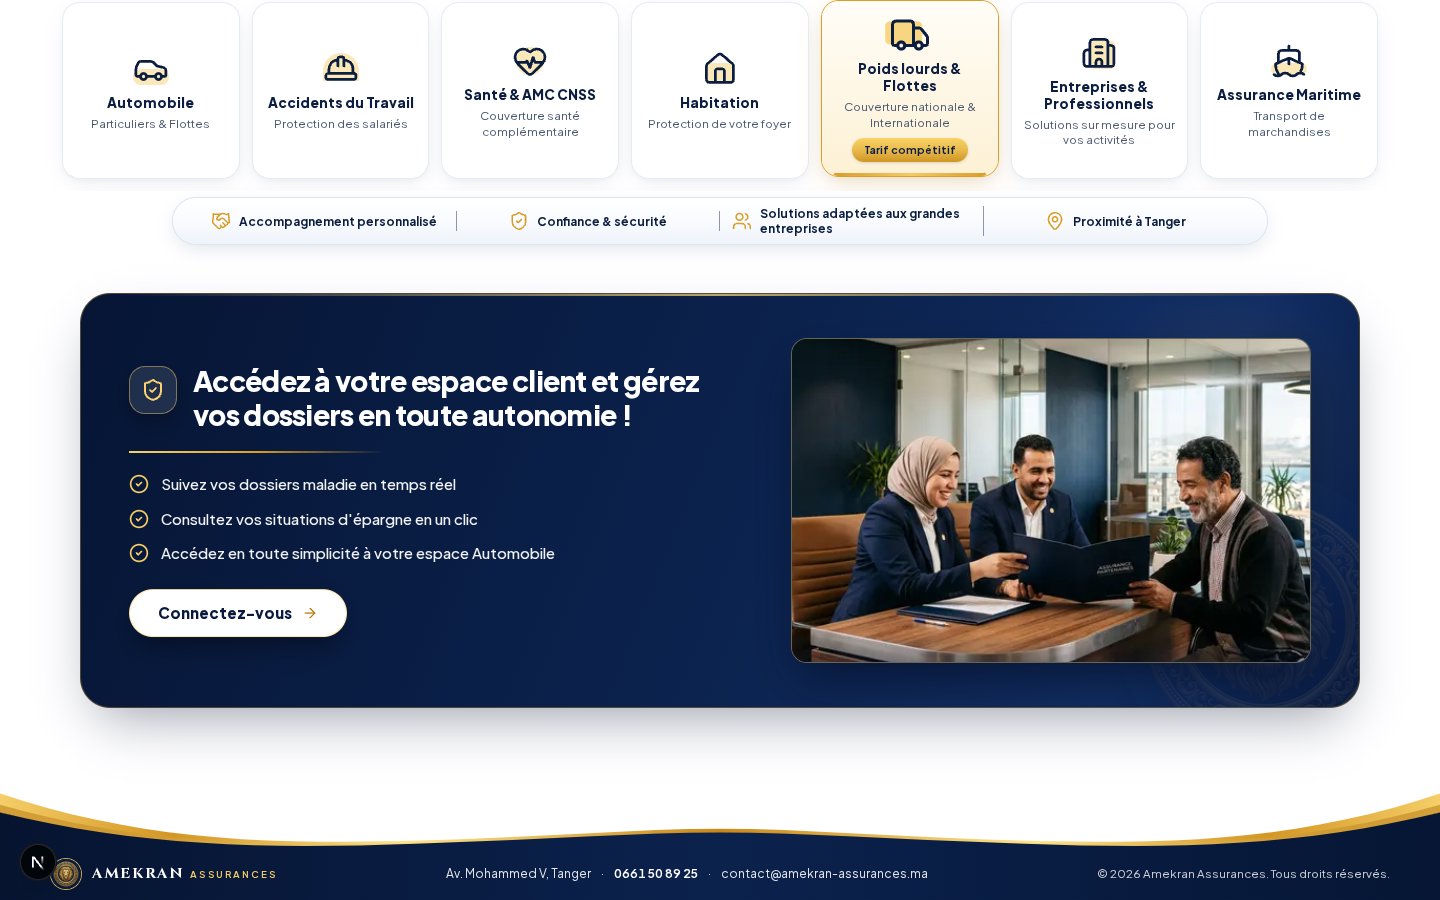 Automobile
Particuliers & Flottes
Accidents du Travail
Protection des salariés
Santé & AMC CNSS
Couverture santé
complémentaire
Habitation
Protection de votre foyer
Poids lourds &
Flottes
Couverture nationale &
Internationale
Tarif compétitif
Entreprises &
Professionnels
Solutions sur mesure pour
vos activités
Assurance Maritime
Transport de
marchandises
Accompagnement personnalisé
Confiance & sécurité
Solutions adaptées aux grandes
entreprises
Proximité à Tanger
Accédez à votre espace client et gérez
vos dossiers en toute autonomie !
Suivez vos dossiers maladie en temps réel
Consultez vos situations d'épargne en un clic
Accédez en toute simplicité à votre espace Automobile
Connectez-vous
ASSURANCE
PARTENAIRES
N
AMEKRAN ASSURANCES
Av. Mohammed V, Tanger · 0661 50 89 25 · contact@amekran-assurances.ma
© 2026 Amekran Assurances. Tous droits réservés.